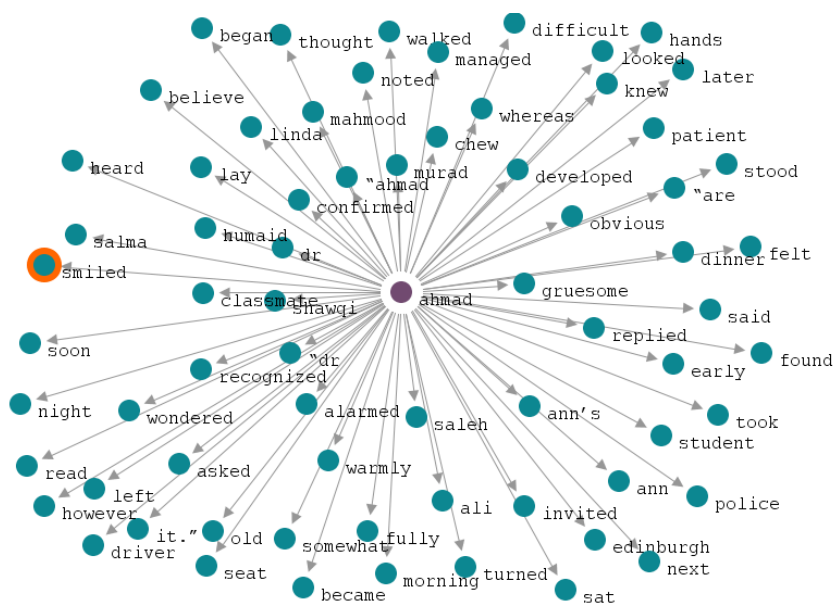 began
thought
walked
difficult
hands
looked
managed
later
noted
knew
believe
mahmood
whereas
linda
patient
chew
heard
lay
“ahmad
murad
developed
stood
“are
confirmed
obvious
salma
humaid
dr
felt
dinner
smiled
gruesome
classmate
shawqi
ahmad
said
replied
soon
“dr
found
early
recognized
night
wondered
alarmed
saleh
ann’s
took
student
read
asked
warmly
left
ann
police
however
ali
invited
it.”
old
somewhat
fully
edinburgh
driver
seat
morning
turned
next
became
sat